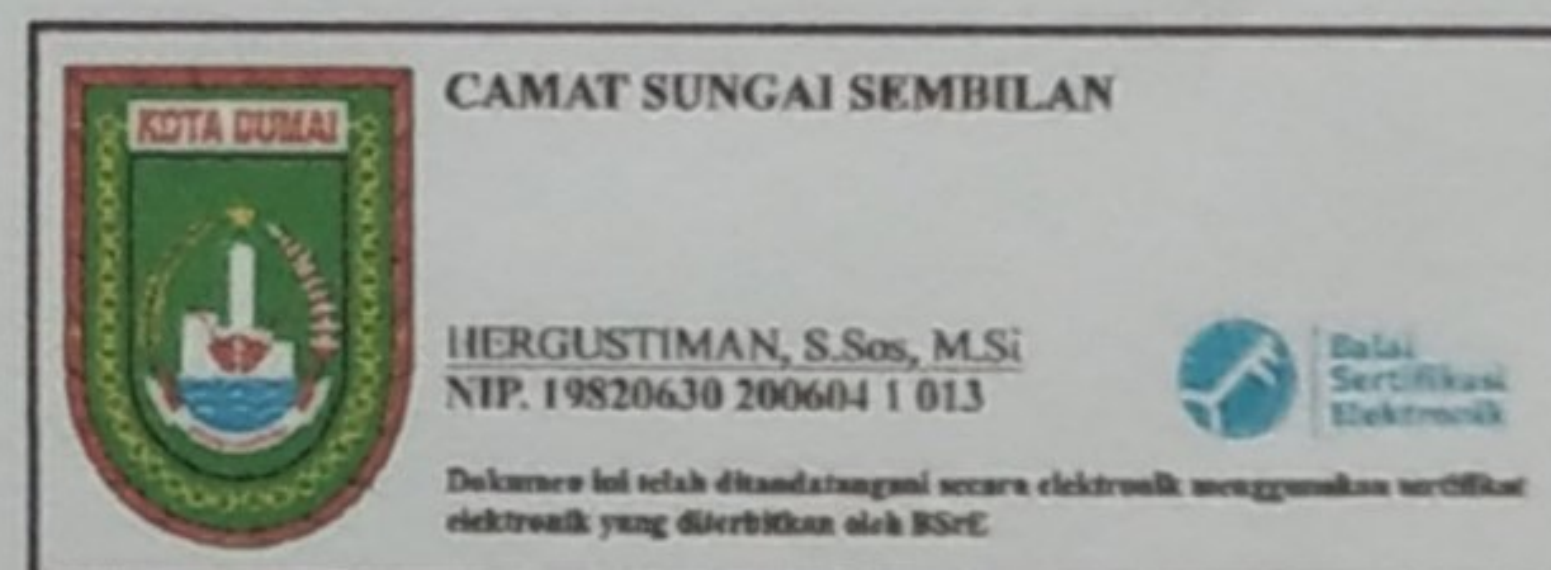 KOTA DUMAI
CAMAT SUNGAI SEMBILAN
HERGUSTIMAN, S.Sos, M.Si
NIP. 19820630 200604 1 013
Balai
Sertifikasi
Elektronik
Dokumen ini telah ditandatangani secara elektronik menggunakan sertifikat
elektronik yang diterbitkan oleh BSrE